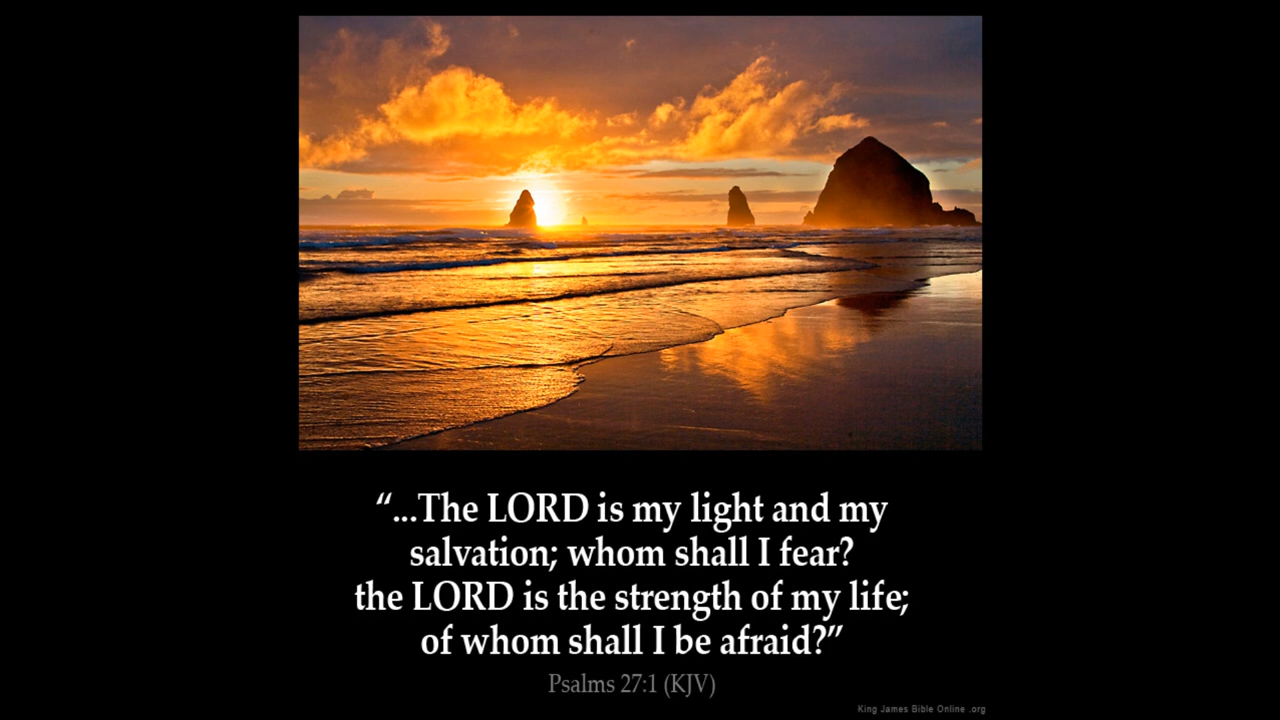 “...The LORD is my light and my
salvation; whom shall I fear?
the LORD is the strength of my life;
of whom shall I be afraid?”
Psalms 27:1 (KJV)
King James Bible Online .org